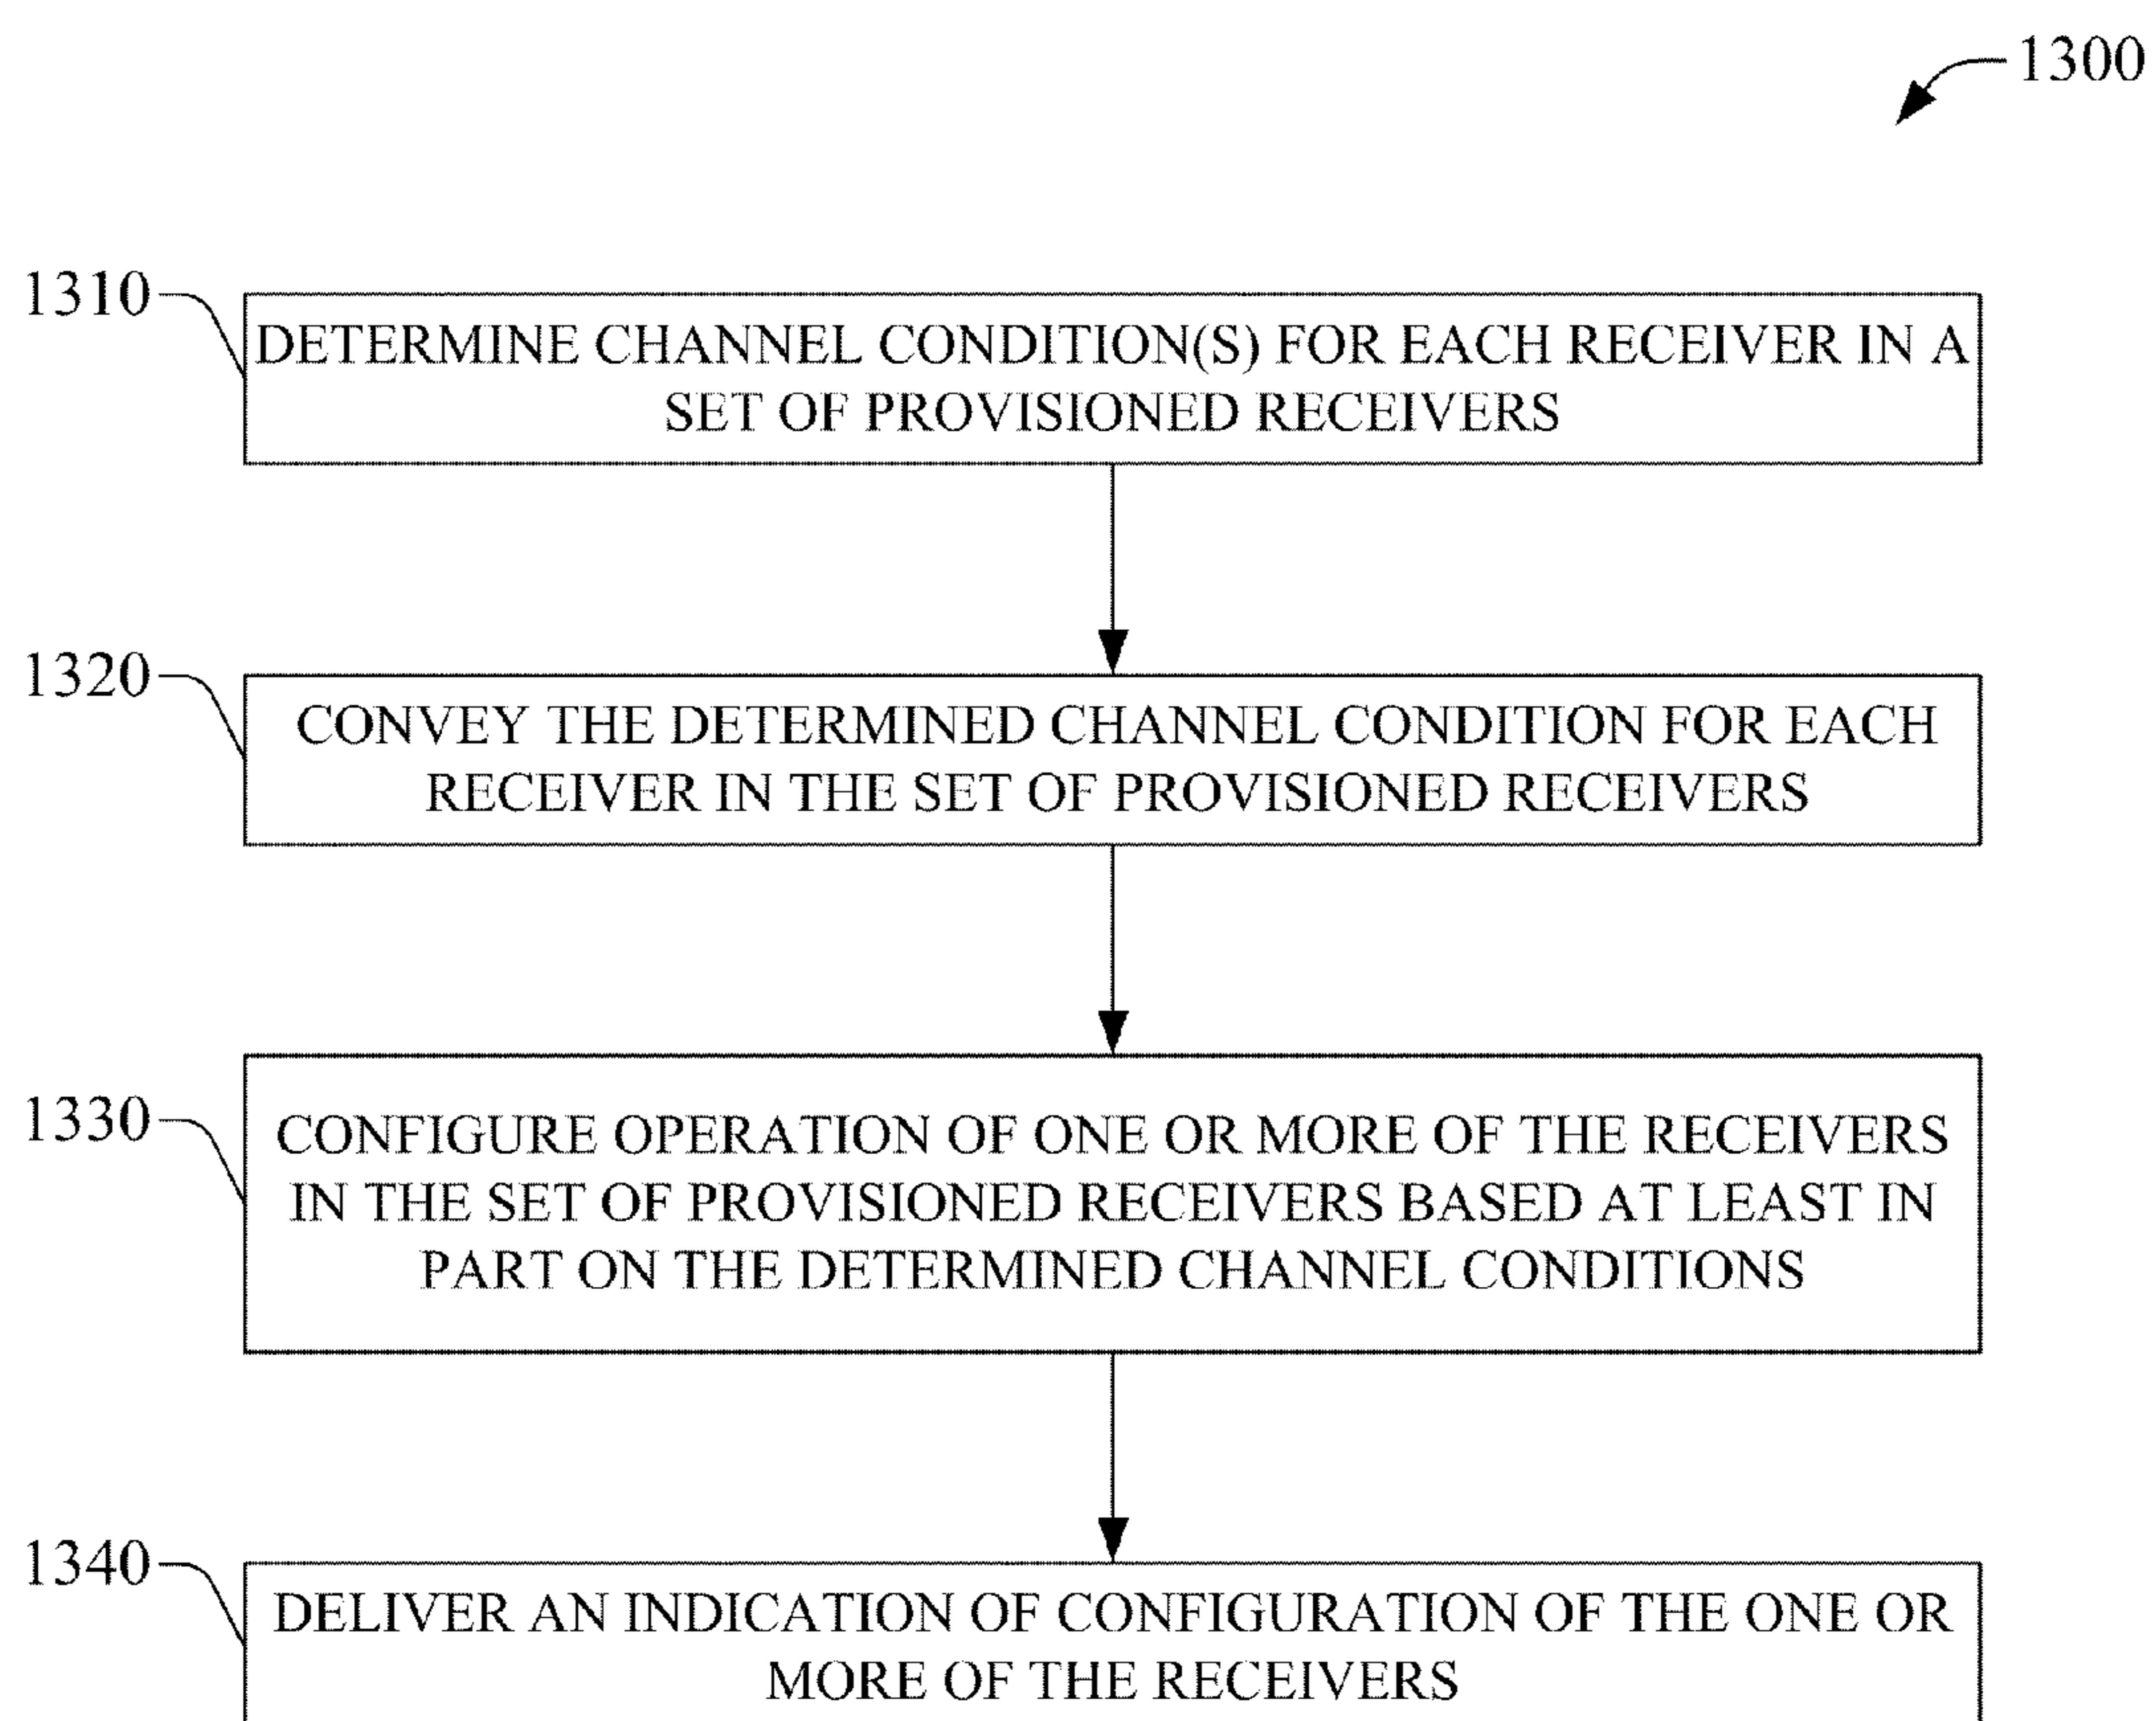 1300
1310
DETERMINE CHANNEL CONDITION(S) FOR EACH RECEIVER IN A
SET OF PROVISIONED RECEIVERS
1320
CONVEY THE DETERMINED CHANNEL CONDITION FOR EACH
RECEIVER IN THE SET OF PROVISIONED RECEIVERS
1330
CONFIGURE OPERATION OF ONE OR MORE OF THE RECEIVERS
IN THE SET OF PROVISIONED RECEIVERS BASED AT LEAST IN
PART ON THE DETERMINED CHANNEL CONDITIONS
1340
DELIVER AN INDICATION OF CONFIGURATION OF THE ONE OR
MORE OF THE RECEIVERS